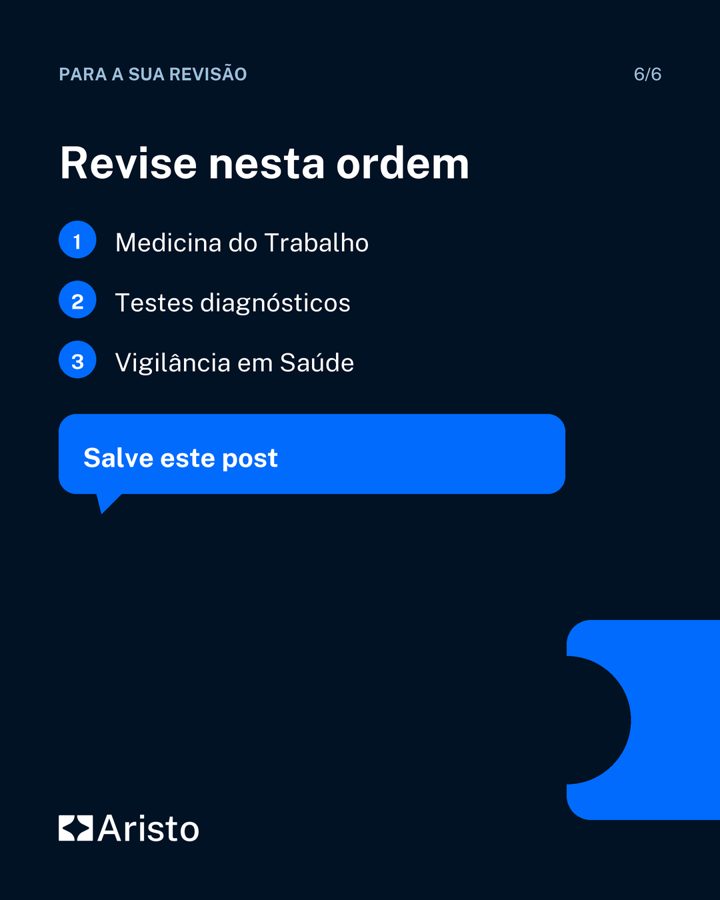 PARA A SUA REVISÃO
6/6
Revise nesta ordem
1 Medicina do Trabalho
2 Testes diagnósticos
3 Vigilância em Saúde
Salve este post
Aristo